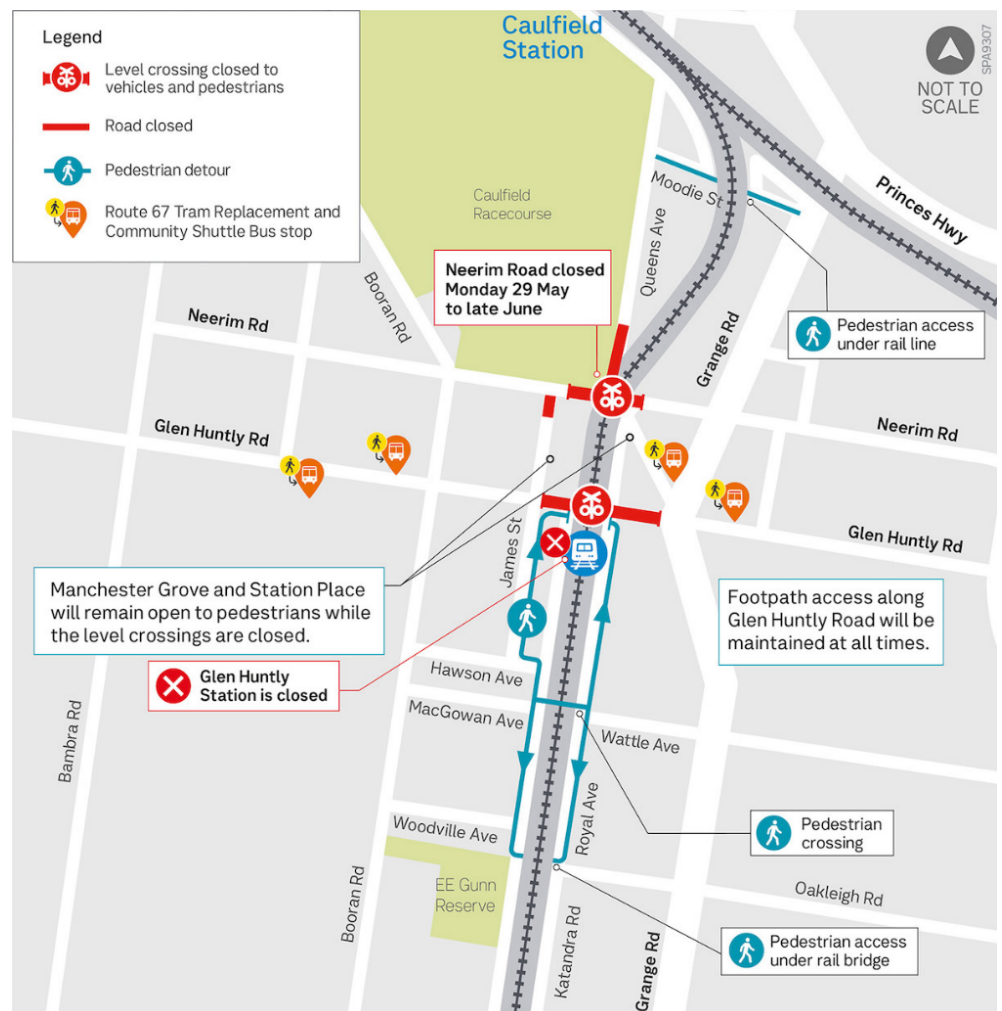 Legend
Level crossing closed to
vehicles and pedestrians
Road closed
Pedestrian detour
Route 67 Tram Replacement and
Community Shuttle Bus stop
Caulfield
Station
SPA9307
NOT TO
SCALE
Caulfield
Racecourse
Moodie St
Princes Hwy
Queens Ave
Booran Rd
Neerim Road closed
Monday 29 May
to late June
Neerim Rd
Grange Rd
Pedestrian access
under rail line
Glen Huntly Rd
Neerim Rd
Glen Huntly Rd
James St
Manchester Grove and Station Place
will remain open to pedestrians while
the level crossings are closed.
Footpath access along
Glen Huntly Road will be
maintained at all times.
Glen Huntly
Station is closed
Hawson Ave
MacGowan Ave
Wattle Ave
Bambra Rd
Royal Ave
Woodville Ave
Pedestrian
crossing
EE Gunn
Reserve
Oakleigh Rd
Booran Rd
Katandra Rd
Grange Rd
Pedestrian access
under rail bridge